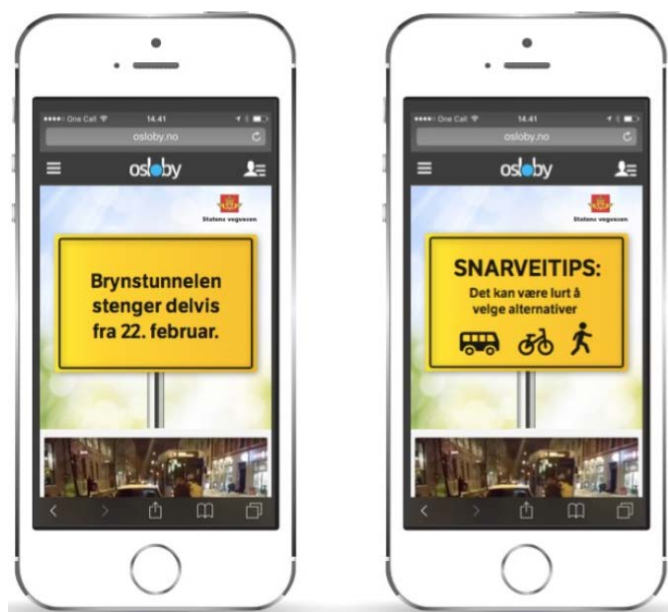 One Call 14.41
osloby.no
osloby
Statens vegvesen
Brynstunnelen
stenger delvis
fra 22. februar.
One Call 14.41
osloby.no
osloby
Statens vegvesen
SNARVEITIPS:
Det kan være lurt å
velge alternativer